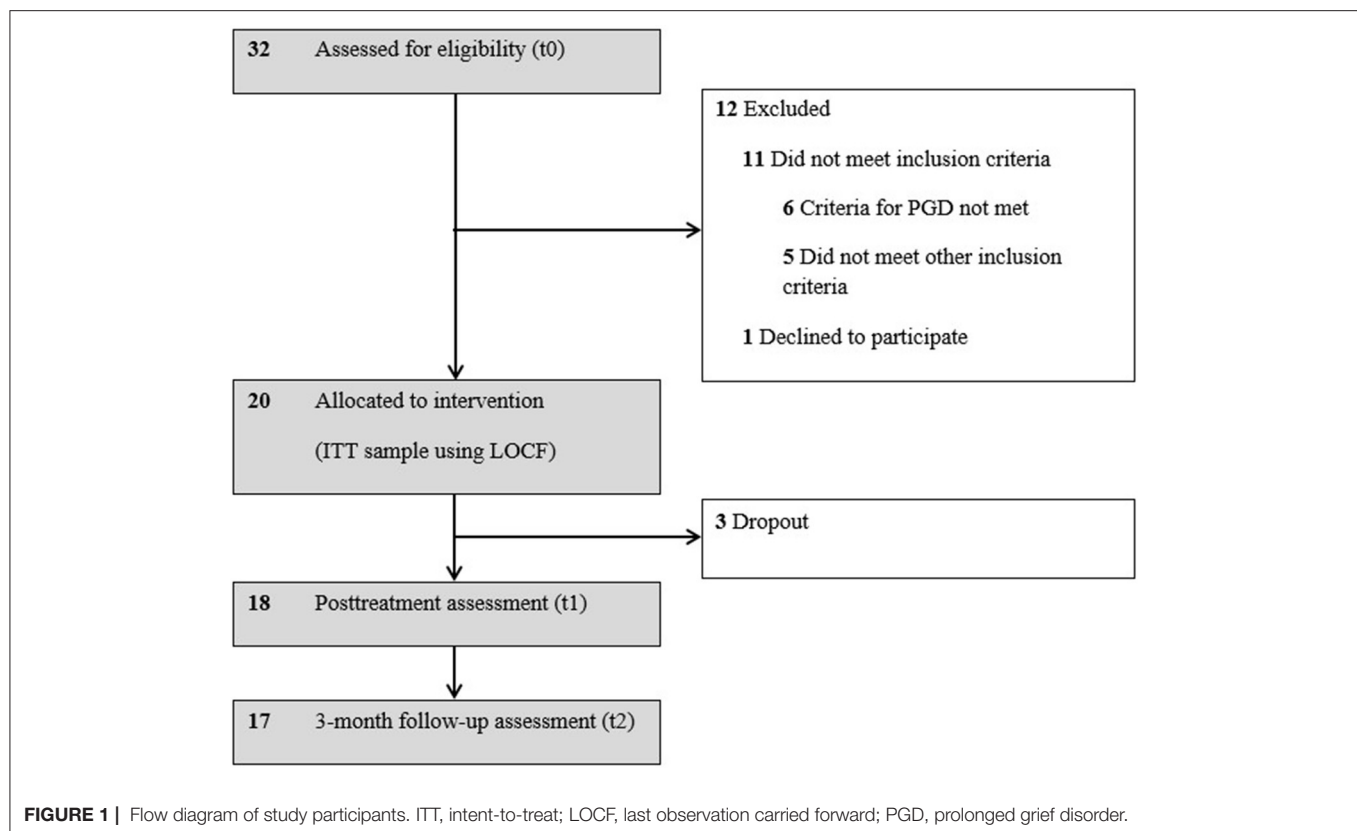 32 Assessed for eligibility (t0)
12 Excluded
11 Did not meet inclusion criteria
6 Criteria for PGD not met
5 Did not meet other inclusion
criteria
1 Declined to participate
20 Allocated to intervention
(ITT sample using LOCF)
3 Dropout
18 Posttreatment assessment (t1)
17 3-month follow-up assessment (t2)
FIGURE 1 | Flow diagram of study participants. ITT, intent-to-treat; LOCF, last observation carried forward; PGD, prolonged grief disorder.